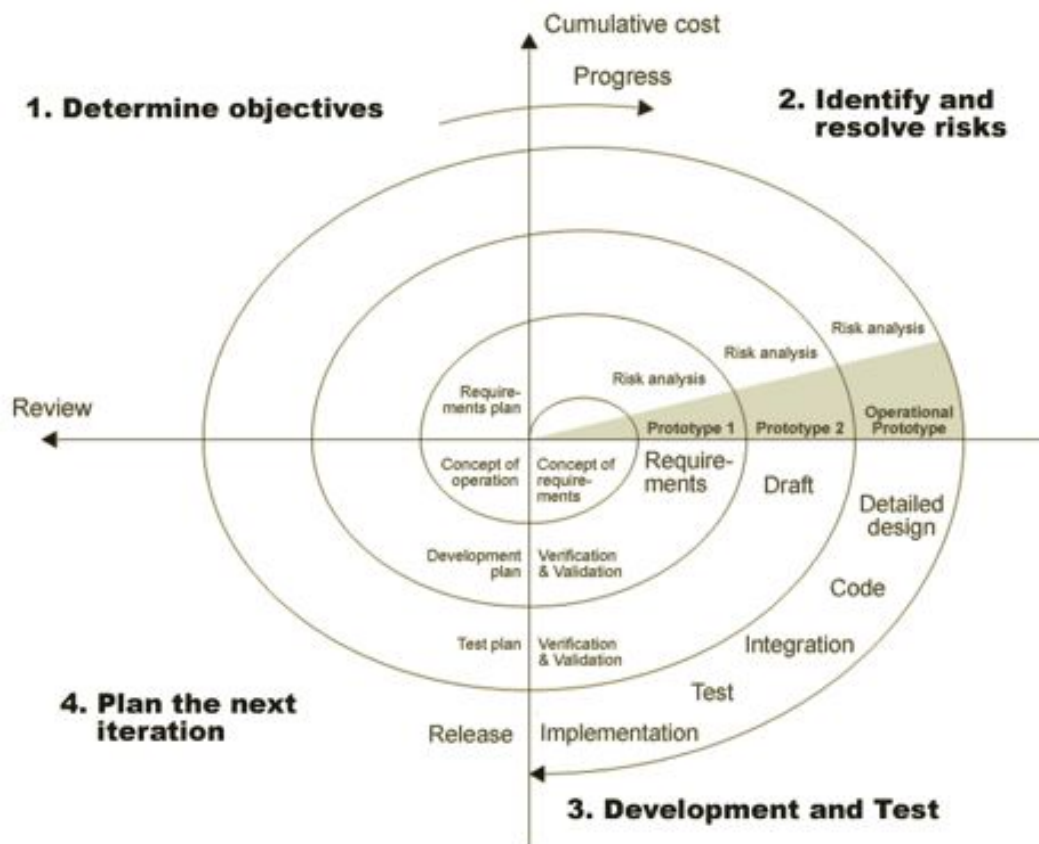 Cumulative cost
Progress
1. Determine objectives
2. Identify and
resolve risks
Risk analysis
Risk analysis
Risk analysis
Require-
ments plan
Review
Prototype 1
Prototype 2
Operational
Prototype
Concept of
operation
Concept of
require-
ments
Require-
ments
Draft
Detailed
design
Development
plan
Verification
& Validation
Code
Test plan
Verification
& Validation
Integration
Test
4. Plan the next
iteration
Release
Implementation
3. Development and Test